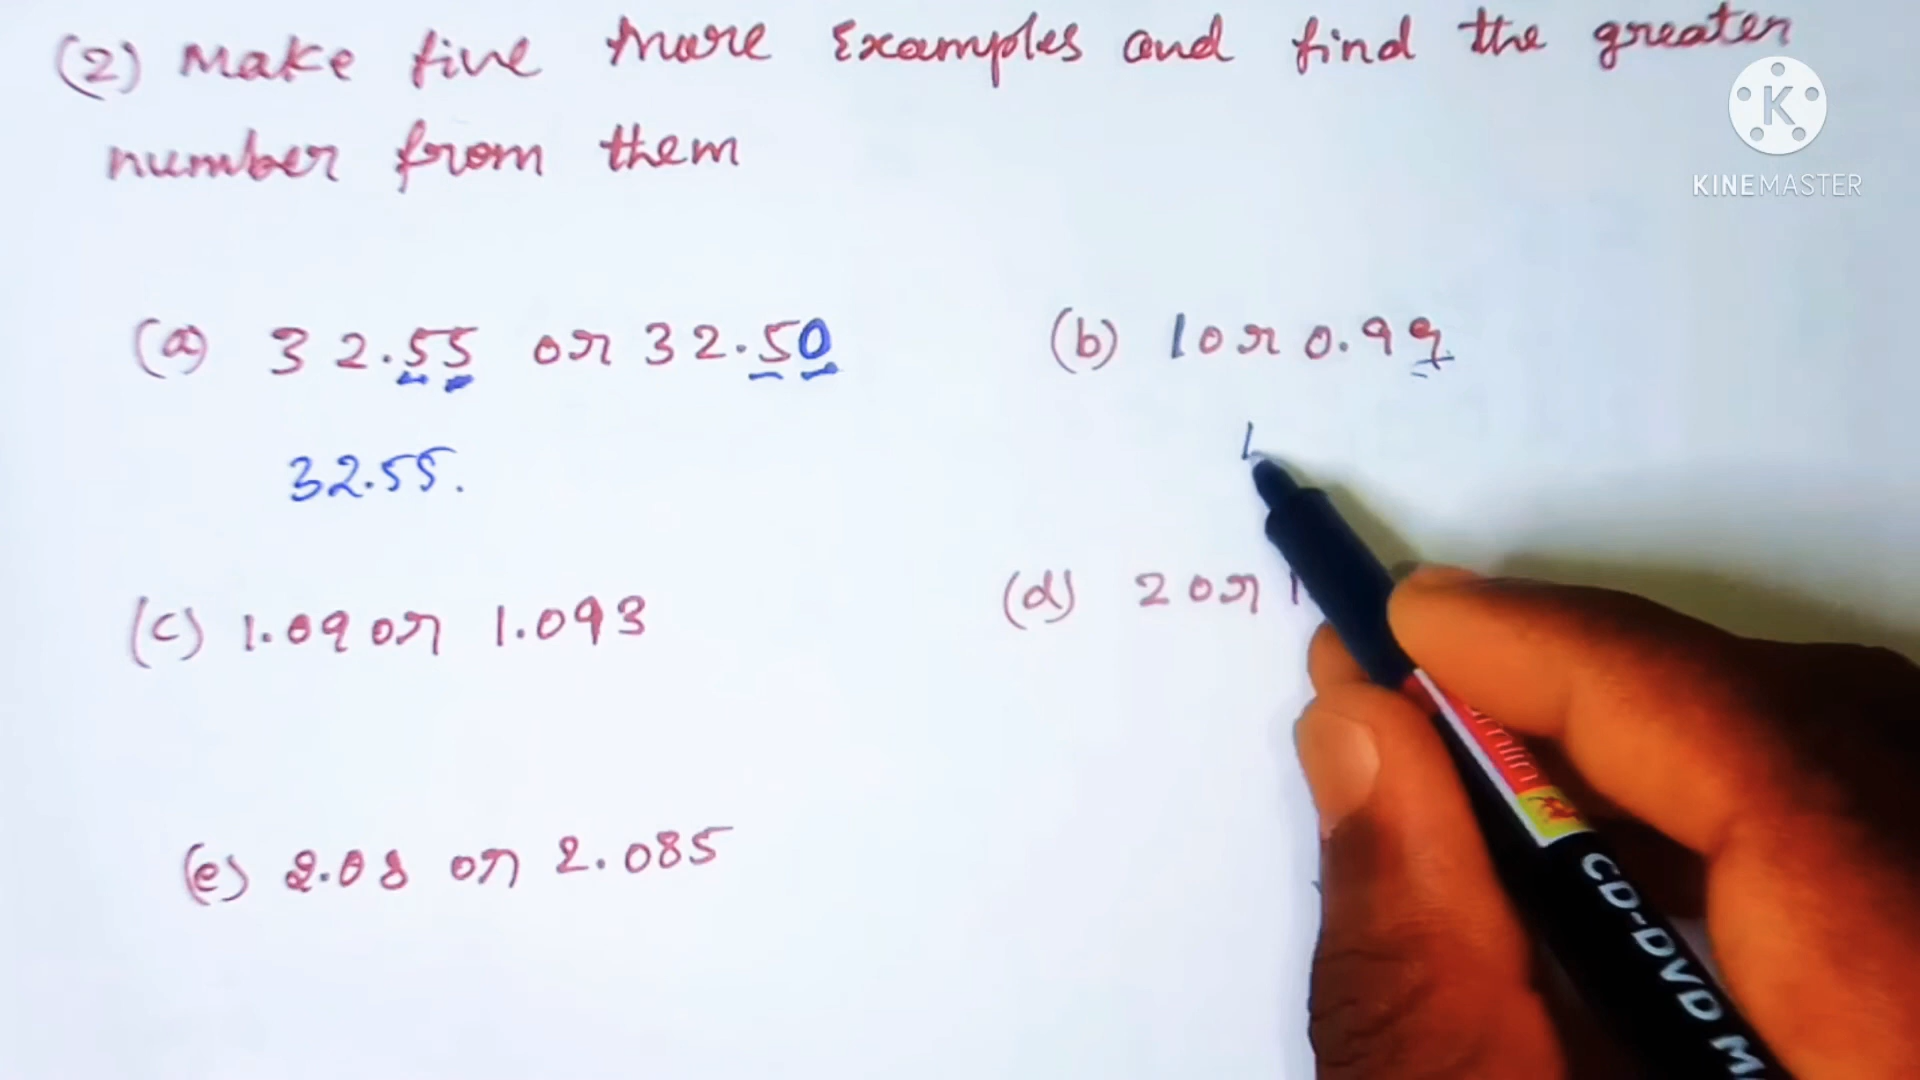 (2) Make five more Examples and find the greater
number from them
K
KINEMASTER
(a) 32.55 or 32.50
(b) 1 or 0.99
32.55.
1
(c) 1.09 or 1.093
(d) 2 or 1
(e) 2.08 or 2.085
CD-DVD M